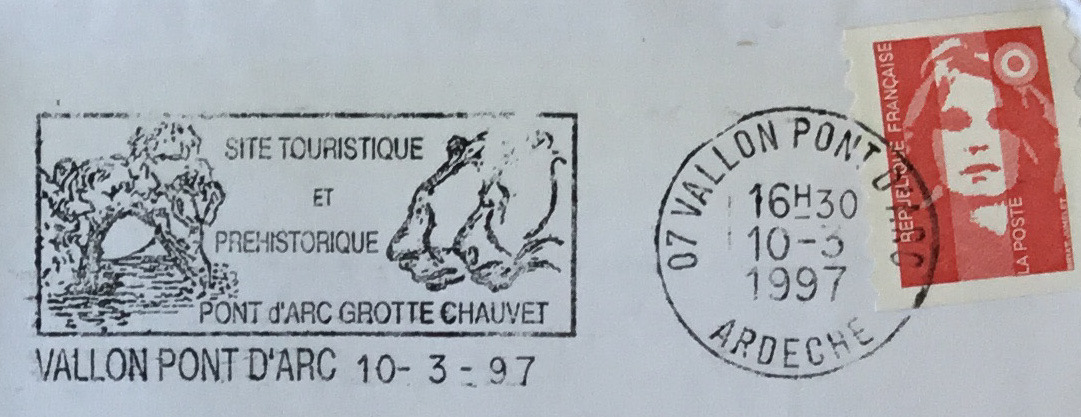 SITE TOURISTIQUE
ET
PREHISTORIQUE
PONT d'ARC GROTTE CHAUVET
VALLON PONT D'ARC 10-3-97
07 VALLON PONT D'ARC
16H30
10-3
1997
ARDECHE
REPUBLIQUE FRANÇAISE
LA POSTE